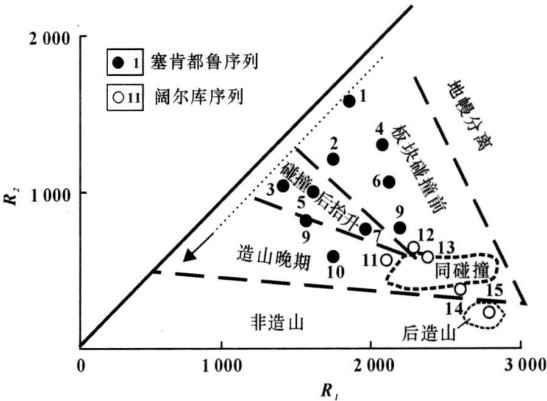 2 000
● 1 塞肯都鲁序列
○ 11 阔尔库序列
地幔分离
板块碰撞前
1
4
2
6
R₂
1 000
3
碰撞后抬升
5
9
7
9
12
13
造山晚期
10
11
同碰撞
15
14
非造山
后造山
0
1 000
2 000
3 000
R₁